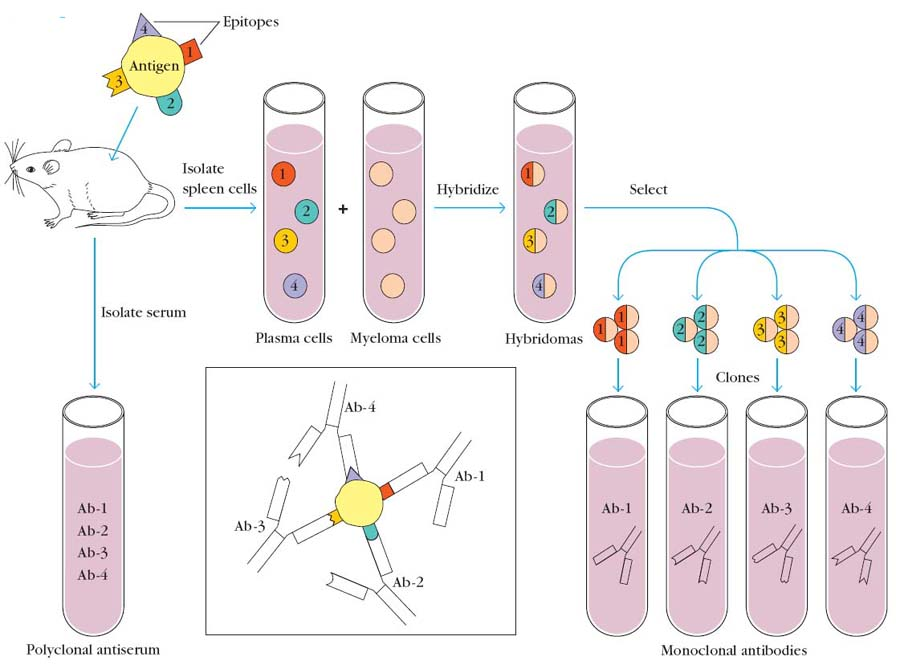 Epitopes
4
1
Antigen
3
2
Isolate
spleen cells
1
2
3
4
+
Hybridize
1
2
3
4
Select
Isolate serum
Plasma cells
Myeloma cells
Hybridomas
1
1
1
2
2
2
3
3
3
4
4
4
Clones
Ab-1
Ab-2
Ab-3
Ab-4
Polyclonal antiserum
Ab-4
Ab-1
Ab-3
Ab-2
Ab-1
Ab-2
Ab-3
Ab-4
Monoclonal antibodies